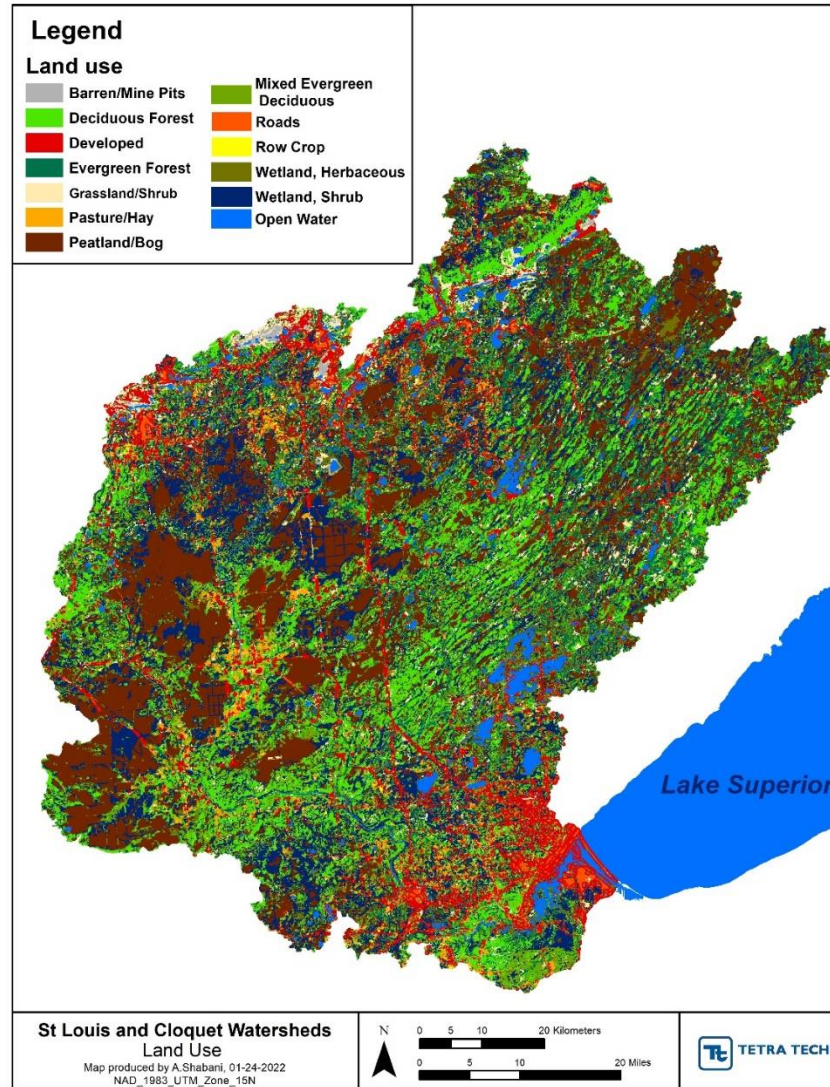 Legend
Land use
Barren/Mine Pits
Deciduous Forest
Developed
Evergreen Forest
Grassland/Shrub
Pasture/Hay
Peatland/Bog
Mixed Evergreen
Deciduous
Roads
Row Crop
Wetland, Herbaceous
Wetland, Shrub
Open Water
Lake Superior
St Louis and Cloquet Watersheds
Land Use
Map produced by A.Shabani, 01-24-2022
NAD_1983_UTM_Zone_15N
N
0 5 10 20 Kilometers
0 5 10 20 Miles
Tt TETRA TECH